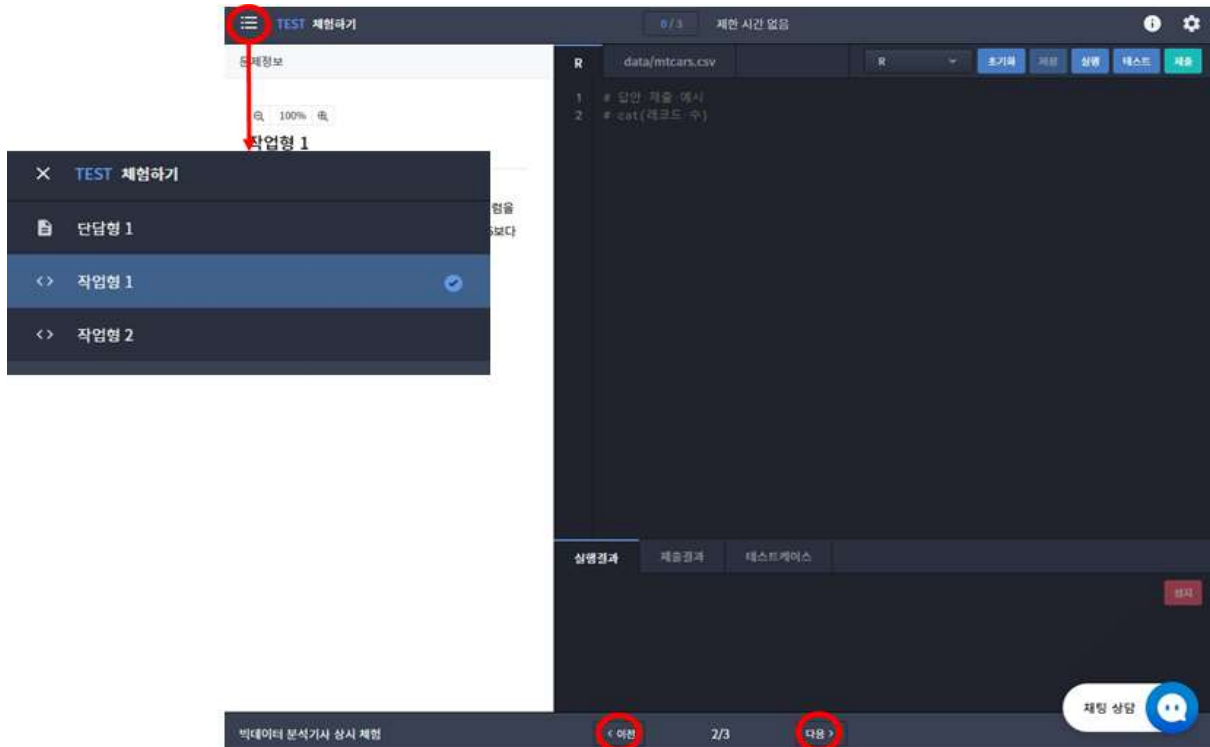 TEST 체험하기
0/3 제한 시간 없음
문제정보
100%
작업형 1
럼을
보다
TEST 체험하기
단답형 1
작업형 1
작업형 2
R data/mtcars.csv
R 초기화 저장 실행 테스트 제출
1 # 답안 제출 예시
2 # cat(레코드 수)
실행결과 제출결과 테스트케이스
채팅 상담
빅데이터 분석기사 상시 체험
< 이전 2/3 다음 >